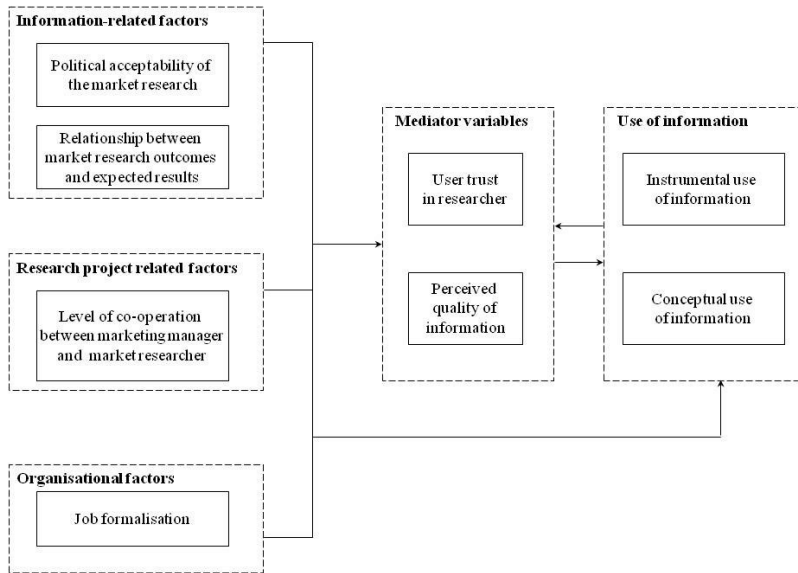 Information-related factors
Political acceptability of
the market research
Relationship between
market research outcomes
and expected results
Research project related factors
Level of co-operation
between marketing manager
and market researcher
Organisational factors
Job formalisation
Mediator variables
User trust
in researcher
Perceived
quality of
information
Use of information
Instrumental use
of information
Conceptual use
of information